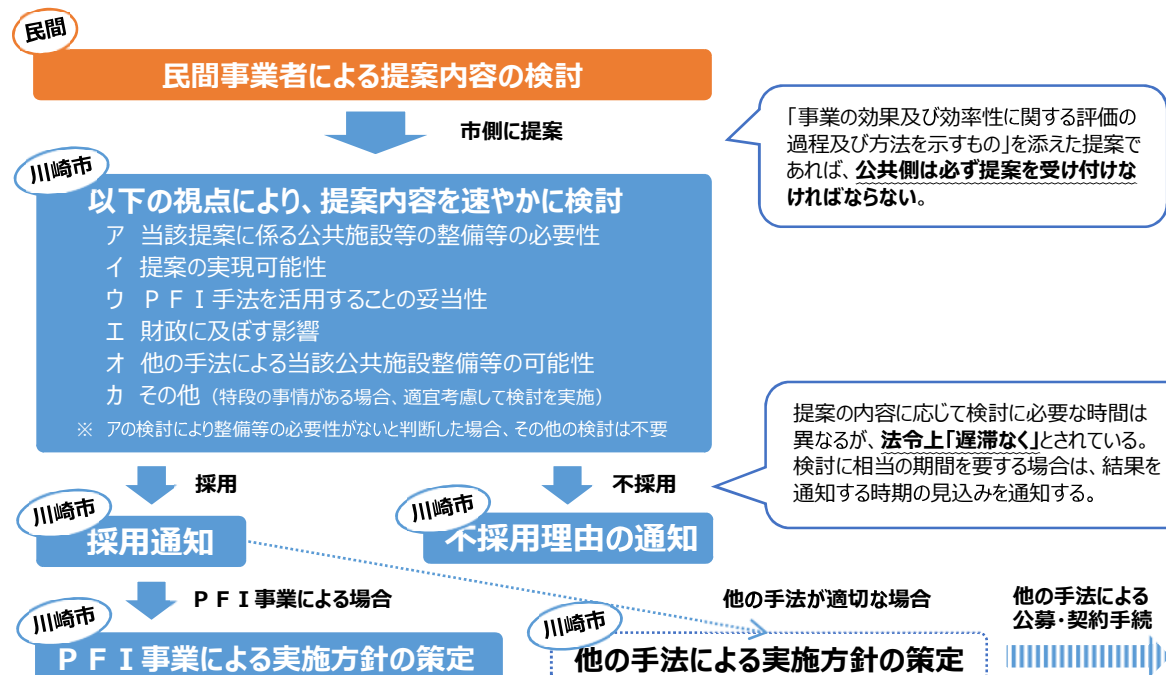 民間
民間事業者による提案内容の検討
市側に提案
「事業の効果及び効率性に関する評価の
過程及び方法を示すもの」を添えた提案で
あれば、公共側は必ず提案を受け付けな
ければならない。
川崎市
以下の視点により、提案内容を速やかに検討
ア 当該提案に係る公共施設等の整備等の必要性
イ 提案の実現可能性
ウ ＰＦＩ手法を活用することの妥当性
エ 財政に及ぼす影響
オ 他の手法による当該公共施設整備等の可能性
カ その他（特段の事情がある場合、適宜考慮して検討を実施）
※ アの検討により整備等の必要性がないと判断した場合、その他の検討は不要
提案の内容に応じて検討に必要な時間は
異なるが、法令上「遅滞なく」とされている。
検討に相当の期間を要する場合は、結果を
通知する時期の見込みを通知する。
採用
不採用
川崎市
採用通知
川崎市
不採用理由の通知
ＰＦＩ事業による場合
他の手法が適切な場合
他の手法による
公募・契約手続
川崎市
ＰＦＩ事業による実施方針の策定
川崎市
他の手法による実施方針の策定